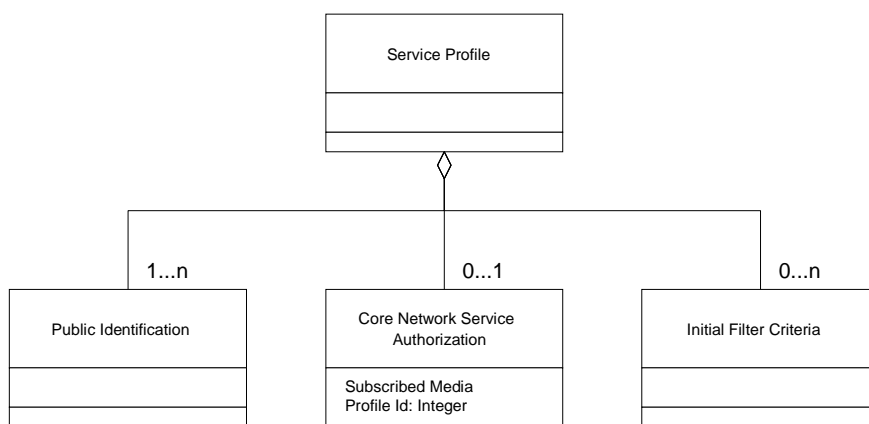 Service Profile
1...n
0...1
0...n
Public Identification
Core Network Service
Authorization
Initial Filter Criteria
Subscribed Media
Profile Id: Integer